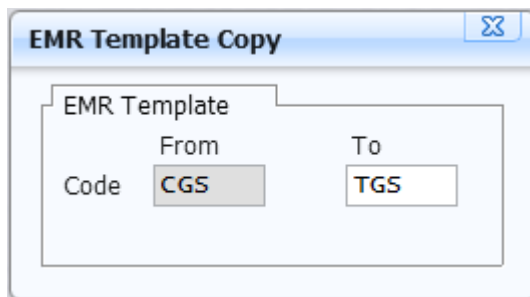 EMR Template Copy
EMR Template
From To
Code CGS TGS